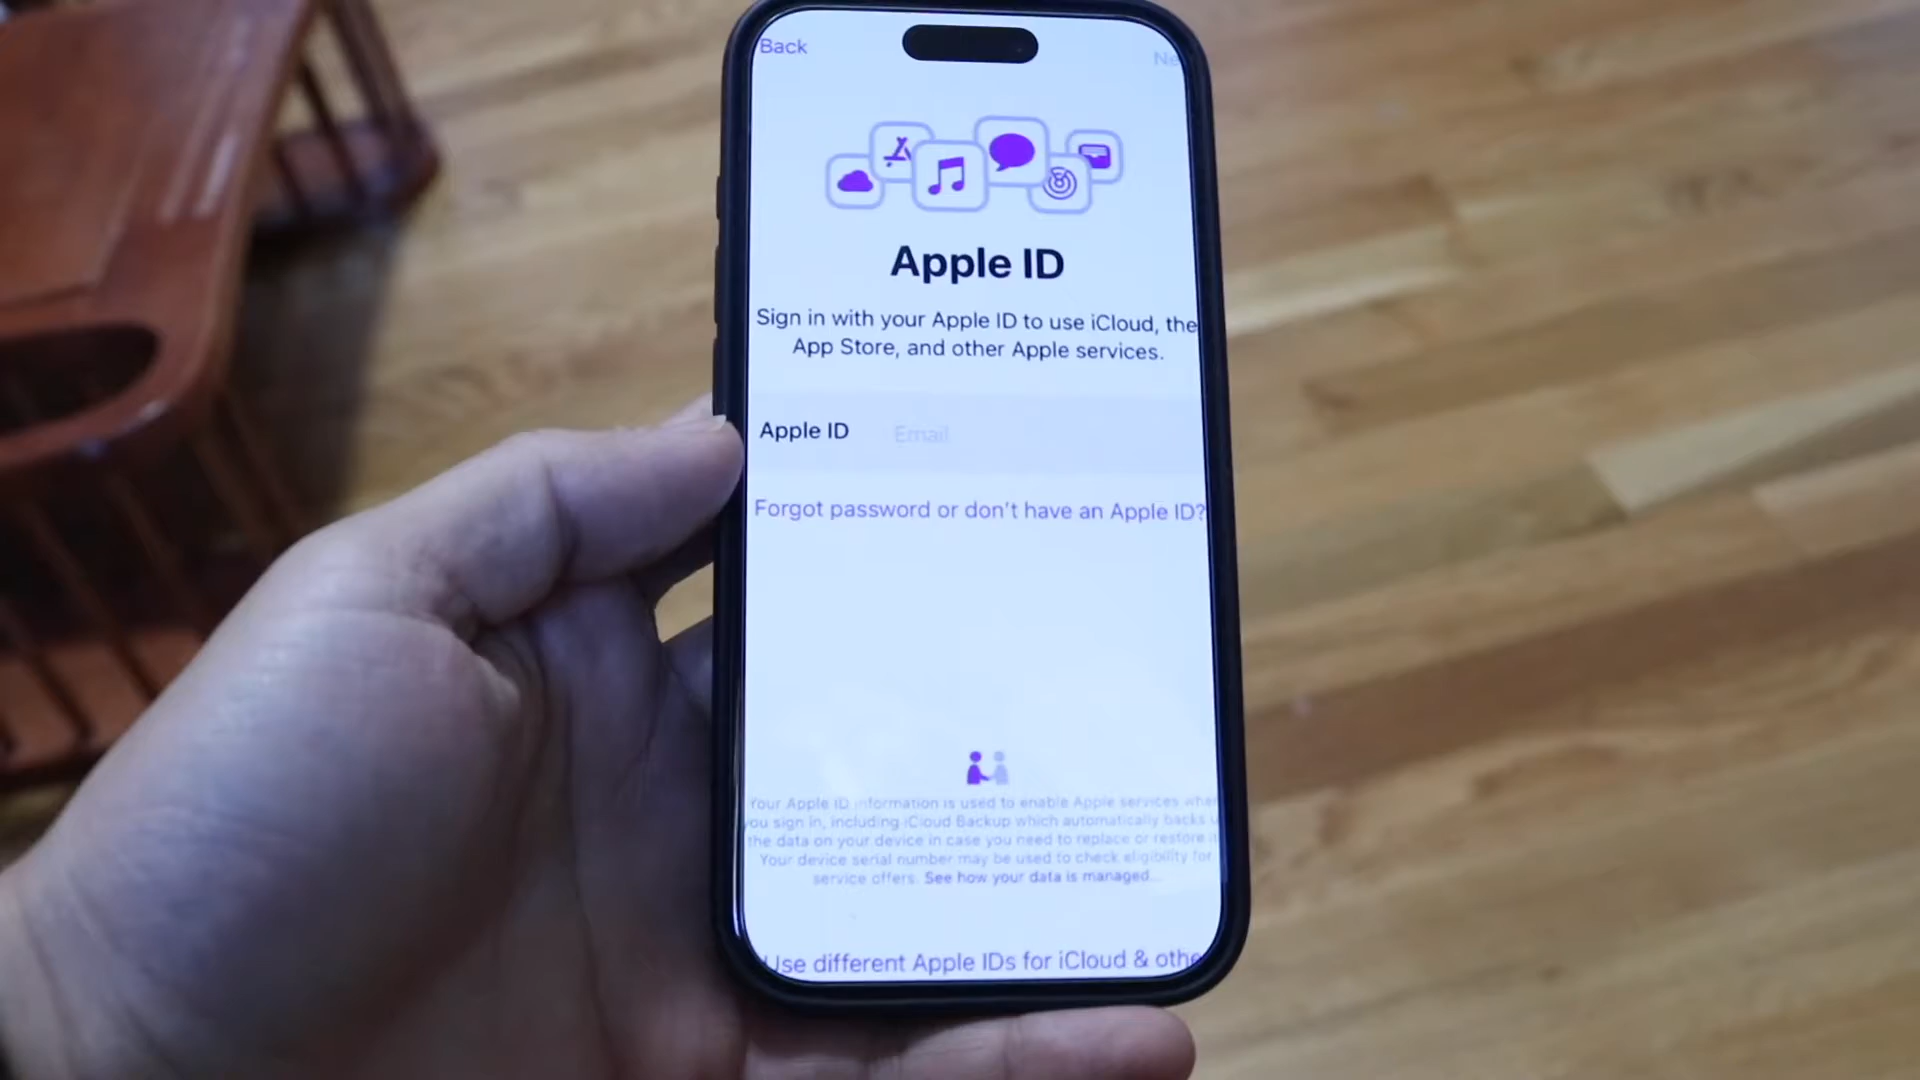 Back
Ne
Apple ID
Sign in with your Apple ID to use iCloud, the
App Store, and other Apple services.
Apple ID Email
Forgot password or don't have an Apple ID?
Your Apple ID information is used to enable Apple services when
you sign in, including iCloud Backup which automatically backs u
the data on your device in case you need to replace or restore it
Your device serial number may be used to check eligibility for
service offers. See how your data is managed...
Use different Apple IDs for iCloud & othe